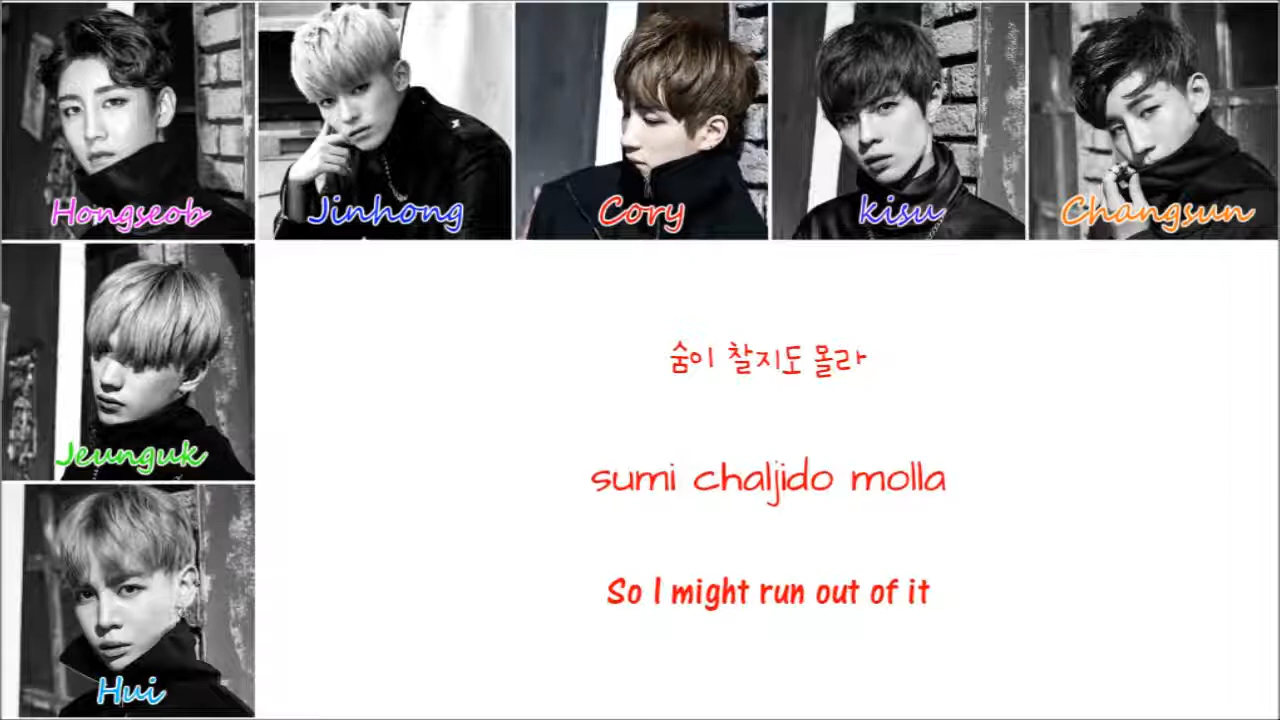 Hongseob
Jinhong
Cory
kisu
Changsun
Jeunguk
Hui
숨이 찰지도 몰라
sumi chaljido molla
So I might run out of it